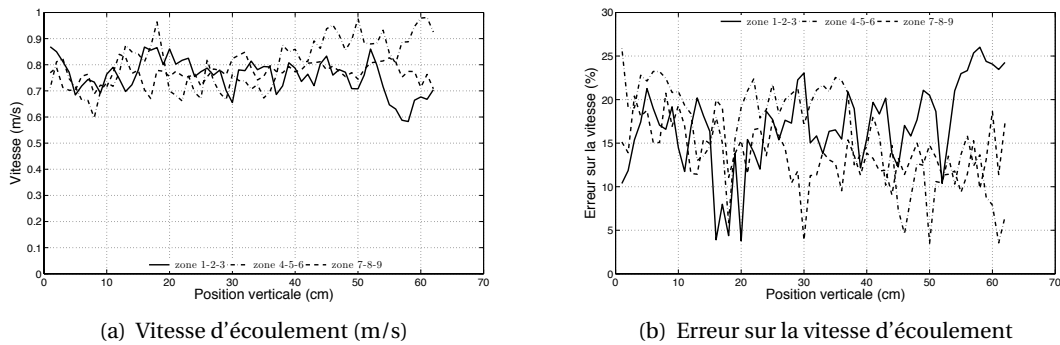 1
0.9
0.8
0.7
0.6
0.5
0.4
0.3
0.2
0.1
0
Vitesse (m/s)
zone 1-2-3 zone 4-5-6 zone 7-8-9
0 10 20 30 40 50 60 70
Position verticale (cm)
(a) Vitesse d'écoulement (m/s)
zone 1-2-3 zone 4-5-6 zone 7-8-9
30
25
20
15
10
5
0
Erreur sur la vitesse (%)
0 10 20 30 40 50 60 70
Position verticale (cm)
(b) Erreur sur la vitesse d'écoulement